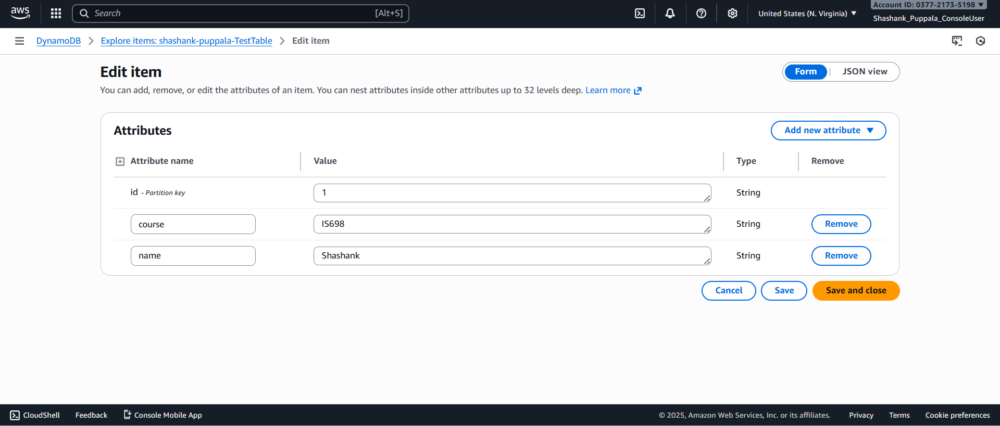 aws
Search [Alt+S]
United States (N. Virginia)
Account ID: 0377-2173-5198
Shashank_Puppala_ConsoleUser
DynamoDB
Explore items: shashank-puppala-TestTable
Edit item
Edit item
Form
JSON view
You can add, remove, or edit the attributes of an item. You can nest attributes inside other attributes up to 32 levels deep. Learn more
Attributes
Add new attribute
Attribute name Value Type Remove
id - Partition key 1 String
course IS698 String Remove
name Shashank String Remove
Cancel Save Save and close
CloudShell Feedback Console Mobile App © 2025, Amazon Web Services, Inc. or its affiliates. Privacy Terms Cookie preferences